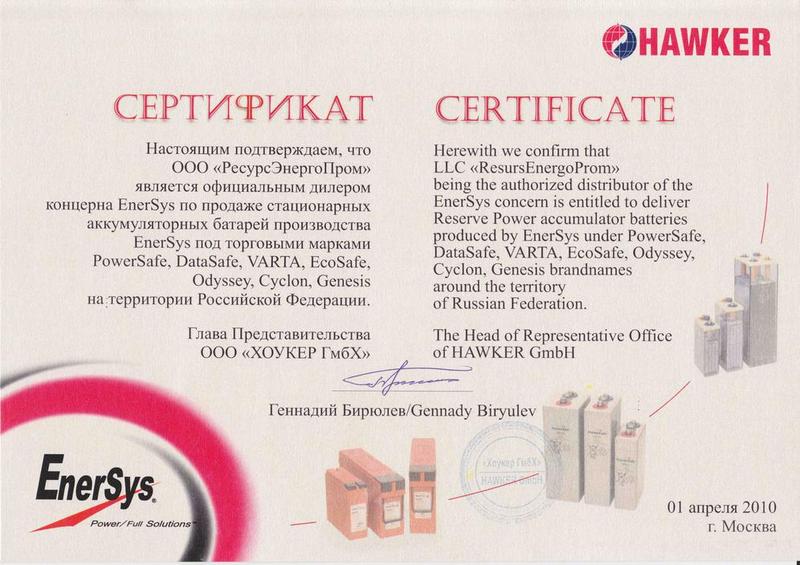 HAWKER
СЕРТИФИКАТ
Настоящим подтверждаем, что
ООО «РесурсЭнергоПром»
является официальным дилером
концерна EnerSys по продаже стационарных
аккумуляторных батарей производства
EnerSys под торговыми марками
PowerSafe, DataSafe, VARTA, EcoSafe,
Odyssey, Cyclon, Genesis
на территории Российской Федерации.
Глава Представительства
ООО «ХОУКЕР ГмбХ»
CERTIFICATE
Herewith we confirm that
LLC «ResursEnergoProm»
being the authorized distributor of the
EnerSys concern is entitled to deliver
Reserve Power accumulator batteries
produced by EnerSys under PowerSafe,
DataSafe, VARTA, EcoSafe, Odyssey,
Cyclon, Genesis brandnames
around the territory
of Russian Federation.
The Head of Representative Office
of HAWKER GmbH
Геннадий Бирюлев/Gennady Biryulev
«Хоукер ГмбХ»
HAWKER GmbH
EnerSys®
Power/Full Solutions™
01 апреля 2010
г. Москва